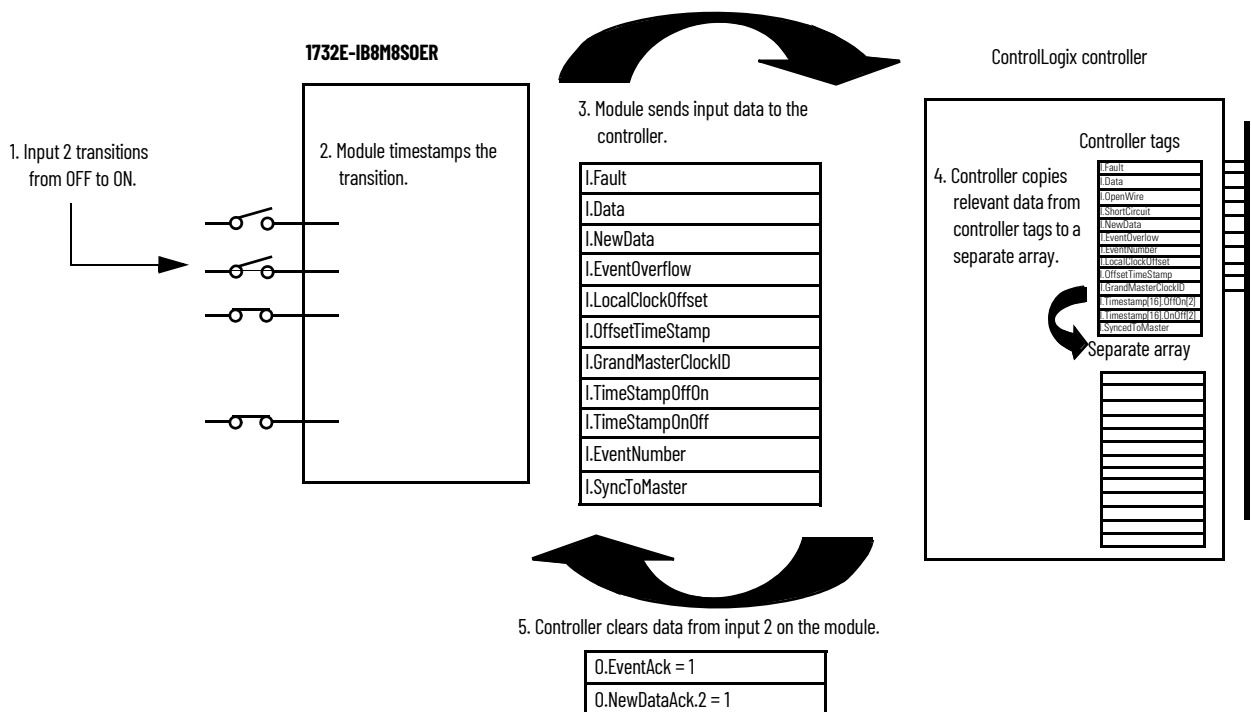 1732E-IB8M8SOER
ControlLogix controller
1. Input 2 transitions
from OFF to ON.
2. Module timestamps the
transition.
3. Module sends input data to the
controller.
I.Fault
I.Data
I.NewData
I.EventOverflow
I.LocalClockOffset
I.OffsetTimeStamp
I.GrandMasterClockID
I.TimeStampOffOn
I.TimeStampOnOff
I.EventNumber
I.SyncToMaster
4. Controller copies
relevant data from
controller tags to a
separate array.
Controller tags
I.Fault
I.Data
I.OpenWire
I.ShortCircuit
I.NewData
I.EventOverlow
I.EventNumber
I.LocalClockOffset
I.OffsetTimeStamp
I.GrandMasterClockID
I.Timestamp[16].OffOn[2]
I.Timestamp[16].OnOff[2]
I.SyncedToMaster
Separate array
5. Controller clears data from input 2 on the module.
O.EventAck = 1
O.NewDataAck.2 = 1